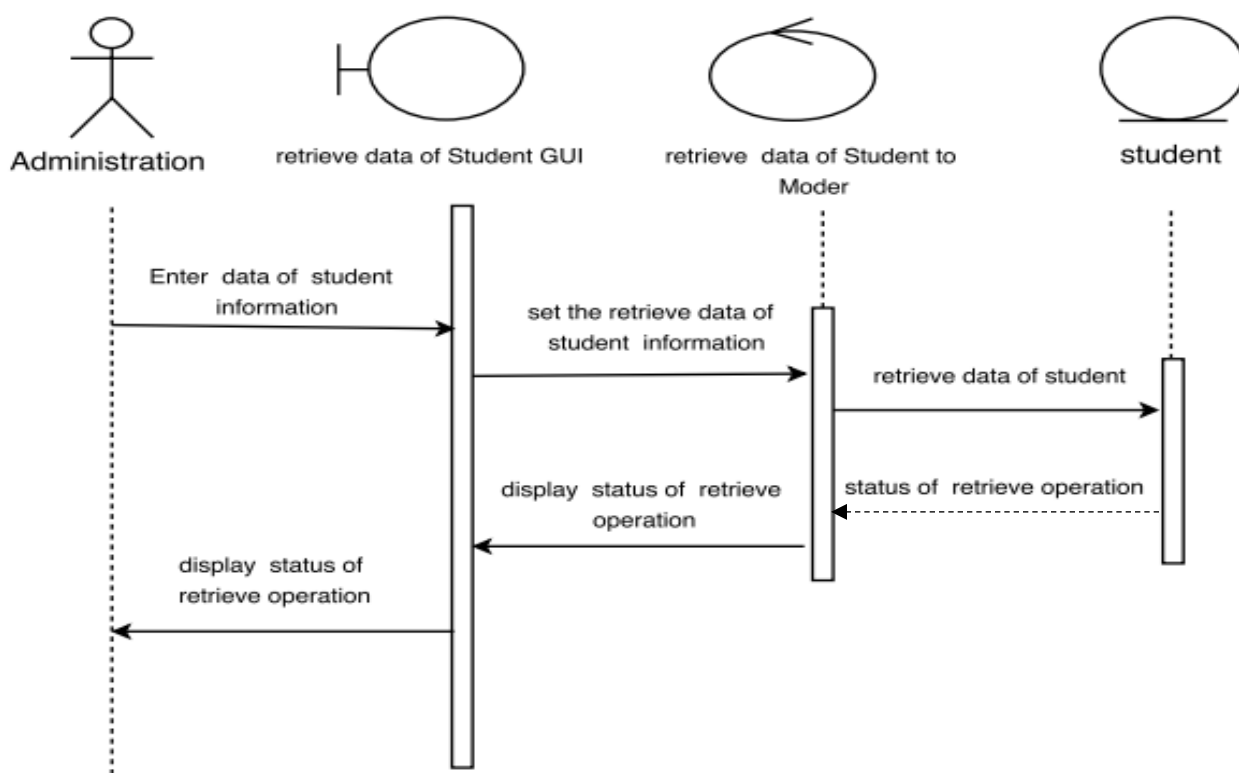 Administration
retrieve data of Student GUI
retrieve data of Student to
Moder
student
Enter data of student
information
set the retrieve data of
student information
retrieve data of student
display status of retrieve
operation
status of retrieve operation
display status of
retrieve operation